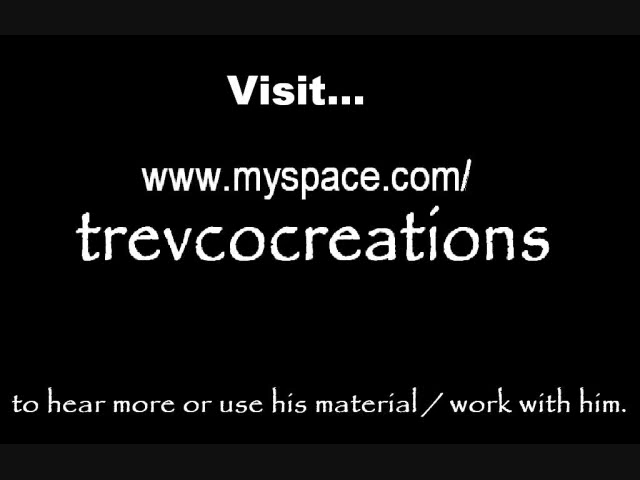 Visit...
www.myspace.com/
trevcocreations
to hear more or use his material / work with him.